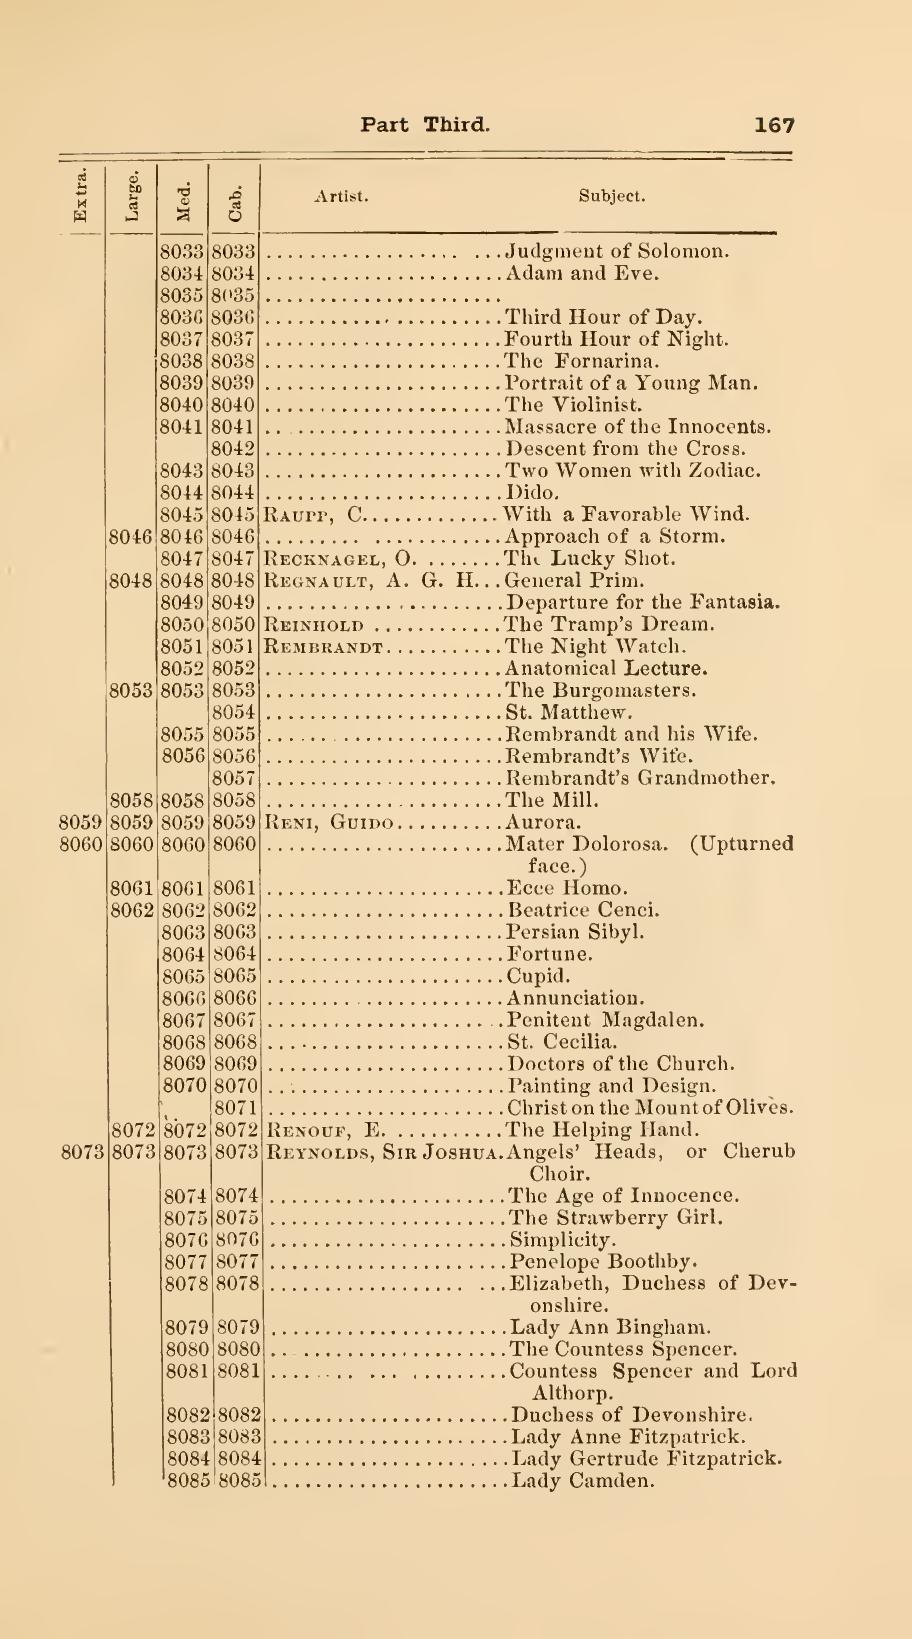 Part Third. 167
Extra. Large. Med. Cab. Artist. Subject.
8033 8033 .................. ...Judgment of Solomon.
8034 8034 ......................Adam and Eve.
8035 8035 ......................
8036 8036 ......................Third Hour of Day.
8037 8037 ......................Fourth Hour of Night.
8038 8038 ......................The Fornarina.
8039 8039 ......................Portrait of a Young Man.
8040 8040 ......................The Violinist.
8041 8041 ......................Massacre of the Innocents.
8042 ......................Descent from the Cross.
8043 8043 ......................Two Women with Zodiac.
8044 8044 ......................Dido.
8045 8045 RAUPP, C.............With a Favorable Wind.
8046 8046 8046 ......... ............Approach of a Storm.
8047 8047 RECKNAGEL, O. .......The Lucky Shot.
8048 8048 8048 REGNAULT, A. G. H...General Prim.
8049 8049 ......................Departure for the Fantasia.
8050 8050 REINHOLD ............The Tramp's Dream.
8051 8051 REMBRANDT...........The Night Watch.
8052 8052 ......................Anatomical Lecture.
8053 8053 8053 ......................The Burgomasters.
8054 ......................St. Matthew.
8055 8055 ......................Rembrandt and his Wife.
8056 8056 ......................Rembrandt's Wife.
8057 ......................Rembrandt's Grandmother.
8058 8058 8058 ......................The Mill.
8059 8059 8059 8059 RENI, GUIDO..........Aurora.
8060 8060 8060 8060 ......................Mater Dolorosa. (Upturned
face.)
8061 8061 8061 ......................Ecce Homo.
8062 8062 8062 ......................Beatrice Cenci.
8063 8063 ......................Persian Sibyl.
8064 8064 ......................Fortune.
8065 8065 ......................Cupid.
8066 8066 ......................Annunciation.
8067 8067 ......................Penitent Magdalen.
8068 8068 ......................St. Cecilia.
8069 8069 ......................Doctors of the Church.
8070 8070 ......................Painting and Design.
8071 ......................Christ on the Mount of Olives.
8072 8072 8072 RENOUF, E. ...........The Helping Hand.
8073 8073 8073 8073 REYNOLDS, SIR JOSHUA.Angels' Heads, or Cherub
Choir.
8074 8074 ......................The Age of Innocence.
8075 8075 ......................The Strawberry Girl.
8076 8076 ......................Simplicity.
8077 8077 ......................Penelope Boothby.
8078 8078 .................. ...Elizabeth, Duchess of Dev-
onshire.
8079 8079 ......................Lady Ann Bingham.
8080 8080 ......................The Countess Spencer.
8081 8081 ........ ... .........Countess Spencer and Lord
Althorp.
8082 8082 ......................Duchess of Devonshire.
8083 8083 ......................Lady Anne Fitzpatrick.
8084 8084 ......................Lady Gertrude Fitzpatrick.
8085 8085 ......................Lady Camden.